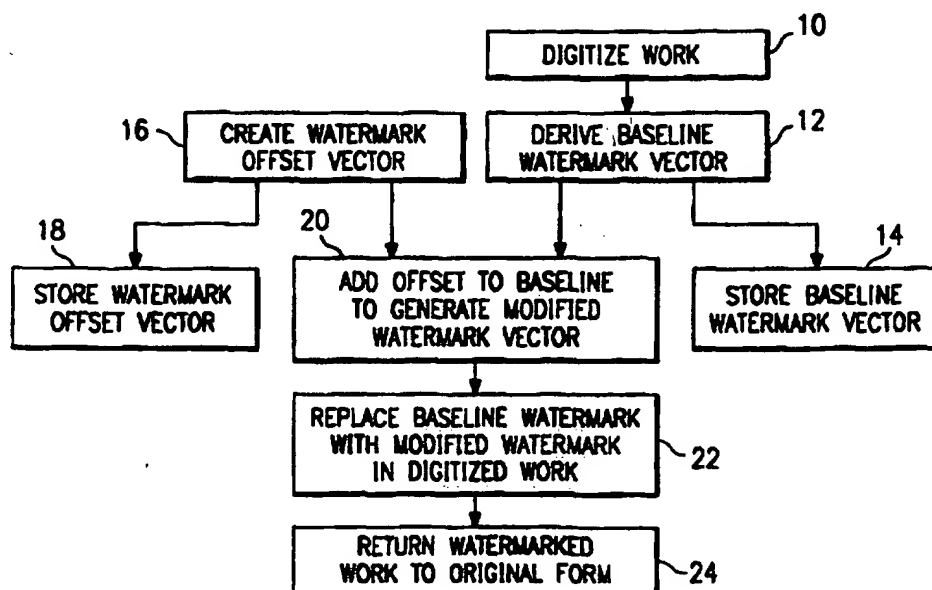 10
DIGITIZE WORK
16
CREATE WATERMARK
OFFSET VECTOR
DERIVE BASELINE
WATERMARK VECTOR
12
18
STORE WATERMARK
OFFSET VECTOR
20
ADD OFFSET TO BASELINE
TO GENERATE MODIFIED
WATERMARK VECTOR
14
STORE BASELINE
WATERMARK VECTOR
REPLACE BASELINE WATERMARK
WITH MODIFIED WATERMARK
IN DIGITIZED WORK
22
RETURN WATERMARKED
WORK TO ORIGINAL FORM
24